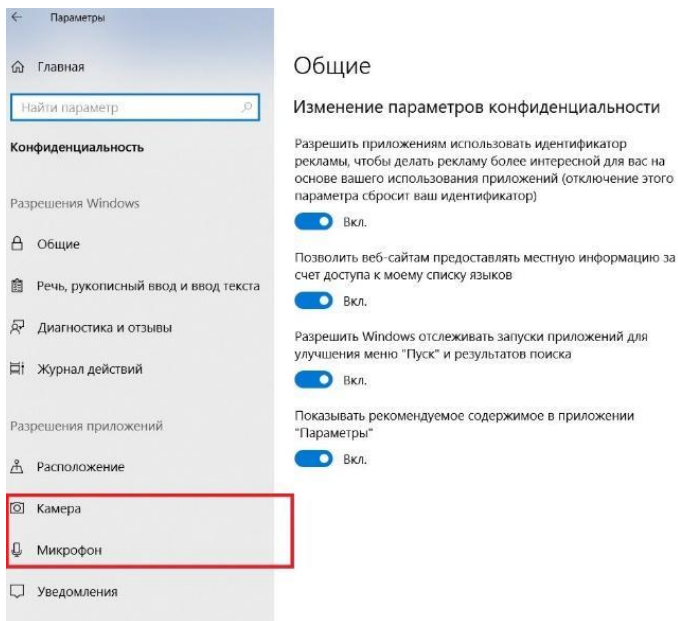 Параметры
Главная
Найти параметр
Конфиденциальность
Разрешения Windows
Общие
Речь, рукописный ввод и ввод текста
Диагностика и отзывы
Журнал действий
Разрешения приложений
Расположение
Камера
Микрофон
Уведомления
Общие
Изменение параметров конфиденциальности
Разрешить приложениям использовать идентификатор
рекламы, чтобы делать рекламу более интересной для вас на
основе вашего использования приложений (отключение этого
параметра сбросит ваш идентификатор)
Вкл.
Позволить веб-сайтам предоставлять местную информацию за
счет доступа к моему списку языков
Вкл.
Разрешить Windows отслеживать запуски приложений для
улучшения меню "Пуск" и результатов поиска
Вкл.
Показывать рекомендуемое содержимое в приложении
"Параметры"
Вкл.